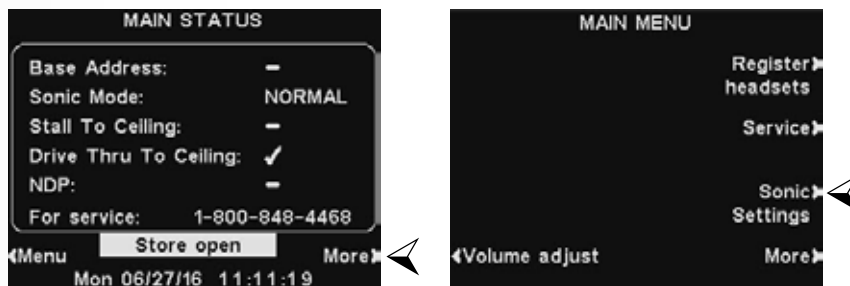 MAIN STATUS
Base Address: –
Sonic Mode: NORMAL
Stall To Ceiling: –
Drive Thru To Ceiling: ✓
NDP: –
For service: 1-800-848-4468
Store open
Menu More
Mon 06/27/16 11:11:19
MAIN MENU
Register
headsets
Service
Sonic
Settings
Volume adjust More